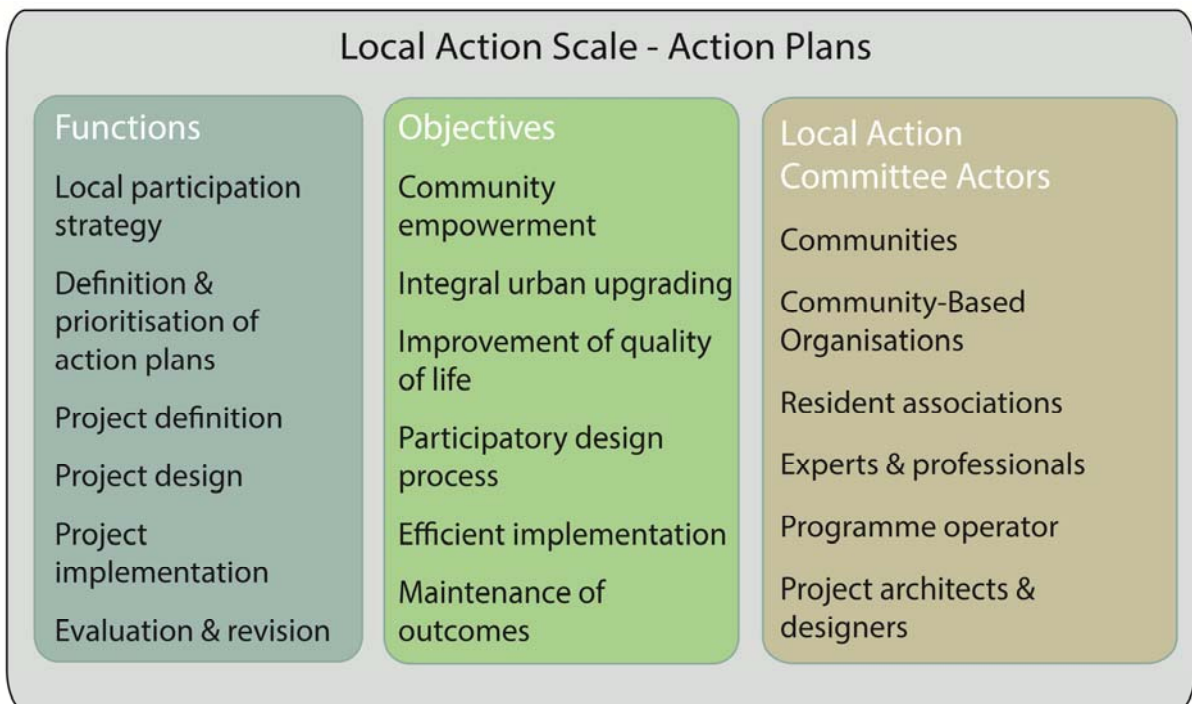 Local Action Scale - Action Plans
Functions
Local participation
strategy
Definition &
prioritisation of
action plans
Project definition
Project design
Project
implementation
Evaluation & revision
Objectives
Community
empowerment
Integral urban upgrading
Improvement of quality
of life
Participatory design
process
Efficient implementation
Maintenance of
outcomes
Local Action
Committee Actors
Communities
Community-Based
Organisations
Resident associations
Experts & professionals
Programme operator
Project architects &
designers